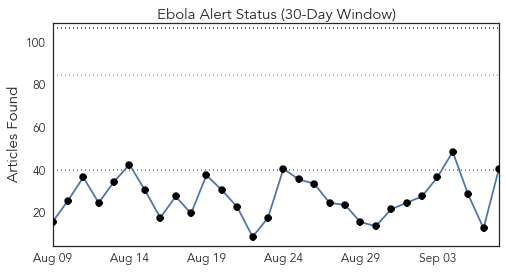 Ebola Alert Status (30-Day Window)
Articles Found
100
80
60
40
20
Aug 09 Aug 14 Aug 19 Aug 24 Aug 29 Sep 03